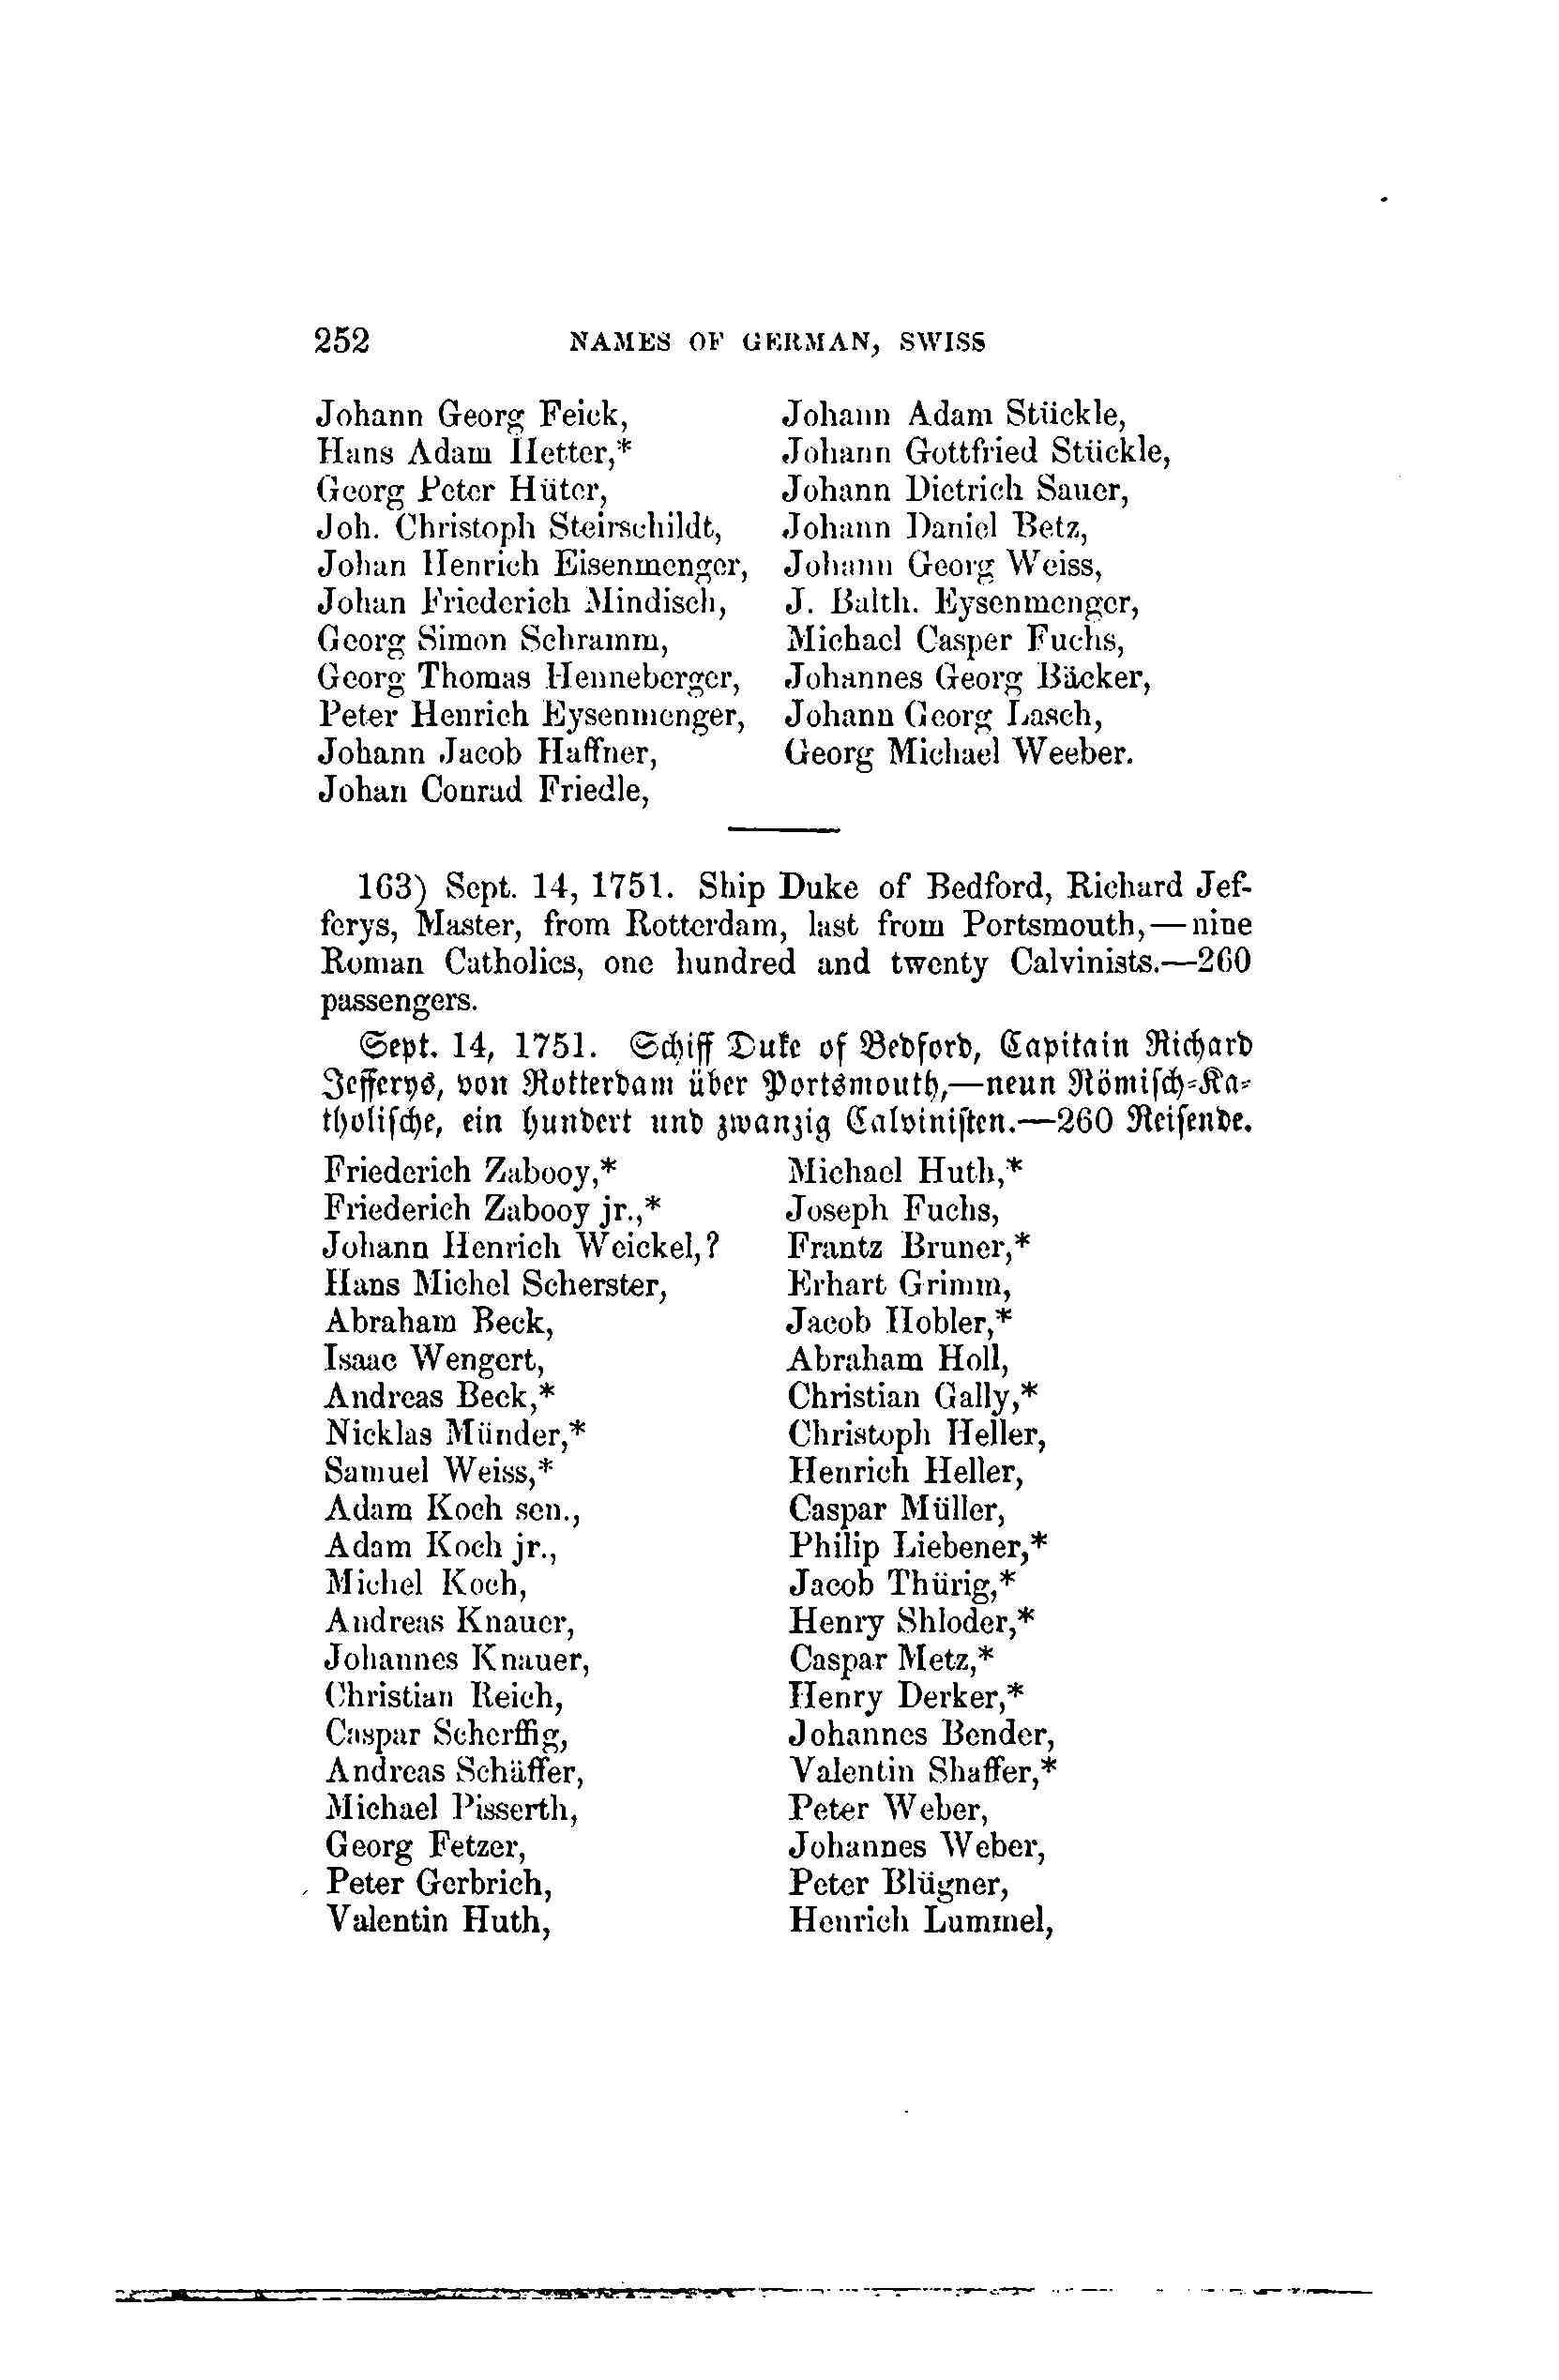 252 NAMES OF GERMAN, SWISS
Johann Georg Feick,
Hans Adam Hetter,*
Georg Peter Hüter,
Joh. Christoph Steirschildt,
Johan Henrich Eisenmenger,
Johan Friederich Mindisch,
Georg Simon Schramm,
Georg Thomas Henneberger,
Peter Henrich Eysenmenger,
Johann Jacob Haffner,
Johan Conrad Friedle,
Johann Adam Stückle,
Johann Gottfried Stückle,
Johann Dietrich Sauer,
Johann Daniel Betz,
Johann Georg Weiss,
J. Balth. Eysenmenger,
Michael Casper Fuchs,
Johannes Georg Bäcker,
Johann Georg Lasch,
Georg Michael Weeber.
163) Sept. 14, 1751. Ship Duke of Bedford, Richard Jef-
ferys, Master, from Rotterdam, last from Portsmouth,—nine
Roman Catholics, one hundred and twenty Calvinists.—260
passengers.
Sept. 14, 1751. Schiff Duke of Bedford, Capitain Richard
Jefferys, von Rotterdam über Portsmouth,—neun Römisch-Ka-
tholische, ein hundert und zwanzig Calvinisten.—260 Reisende.
Friederich Zabooy,*
Friederich Zabooy jr.,*
Johann Henrich Weickel,?
Hans Michel Scherster,
Abraham Beck,
Isaac Wengert,
Andreas Beck,*
Nicklas Münder,*
Samuel Weiss,*
Adam Koch sen.,
Adam Koch jr.,
Michel Koch,
Andreas Knauer,
Johannes Knauer,
Christian Reich,
Caspar Scherffig,
Andreas Schäffer,
Michael Pisserth,
Georg Fetzer,
Peter Gerbrich,
Valentin Huth,
Michael Huth,*
Joseph Fuchs,
Frantz Bruner,*
Erhart Grimm,
Jacob Hobler,*
Abraham Holl,
Christian Gally,*
Christoph Heller,
Henrich Heller,
Caspar Müller,
Philip Liebener,*
Jacob Thürig,*
Henry Shloder,*
Caspar Metz,*
Henry Derker,*
Johannes Bender,
Valentin Shaffer,*
Peter Weber,
Johannes Weber,
Peter Blügner,
Henrich Lummel,